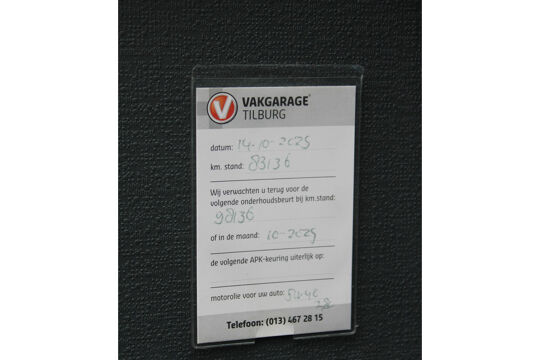 VAKGARAGE®
TILBURG
datum: 14-10-2025
km. stand: 83136
Wij verwachten u terug voor de
volgende onderhoudsbeurt bij km.stand:
98136
of in de maand: 10-2025
de volgende APK-keuring uiterlijk op:
motorolie voor uw auto:
Telefoon: (013) 467 28 15